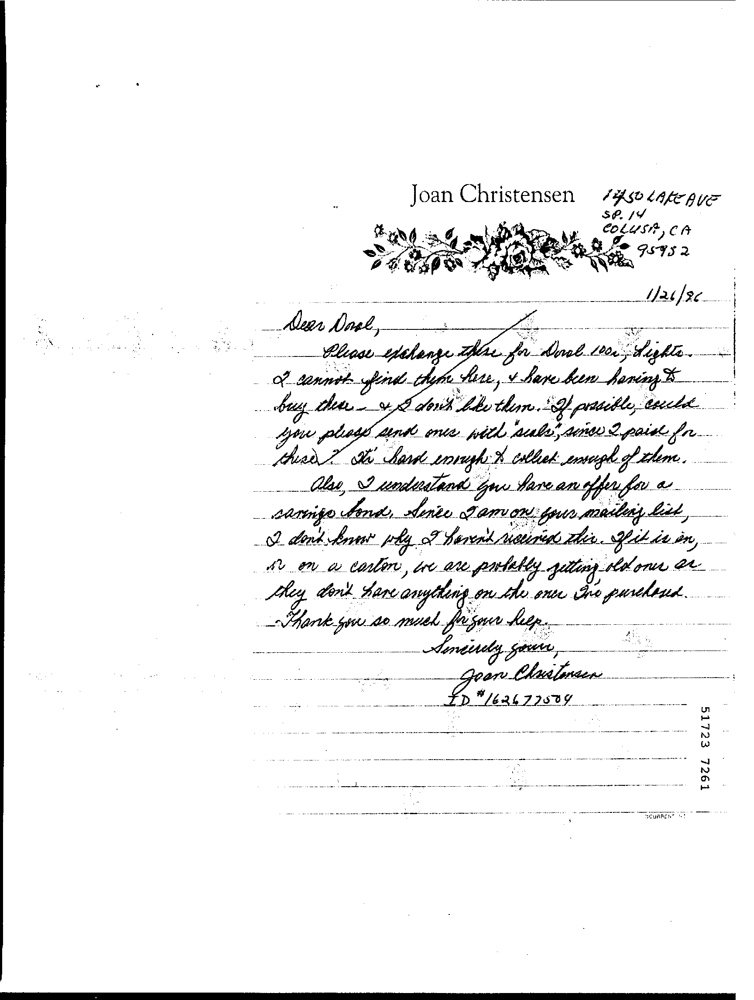 Joan Christensen
1450 LAKE AVE
SP. 14
COLUSA, CA
95932
1/26/96
Dear Doral,
Please exchange these for Doral 100s, Lights.
I cannot find them here, & have been having to
buy these - & I don't like them. If possible, could
you please send ones with "seals", since I paid for
these? It's hard enough to collect enough of them.
Also, I understand you have an offer for a
savings bond. Since I am on your mailing list,
I don't know why I haven't received this. If it is in,
or on a carton, we are probably getting old ones as
they don't have anything on the ones I've purchased.
Thank you so much for your help.
Sincerely yours,
Joan Christensen
ID #162677504
51723 7261